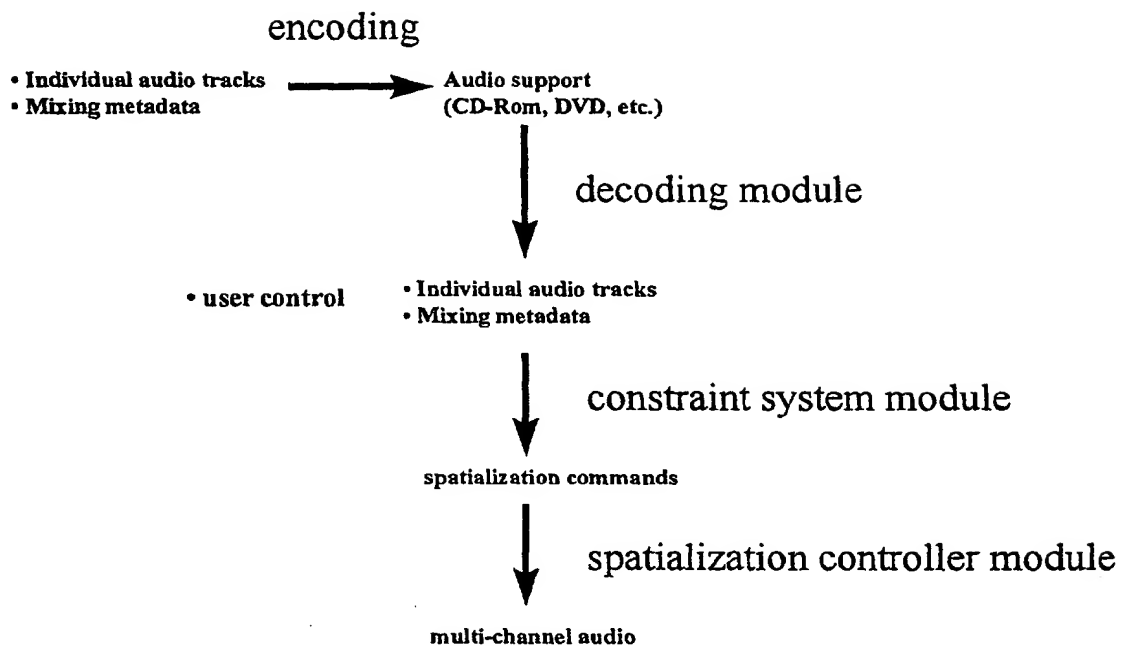 encoding
• Individual audio tracks
• Mixing metadata
Audio support
(CD-Rom, DVD, etc.)
decoding module
• user control
• Individual audio tracks
• Mixing metadata
constraint system module
spatialization commands
spatialization controller module
multi-channel audio